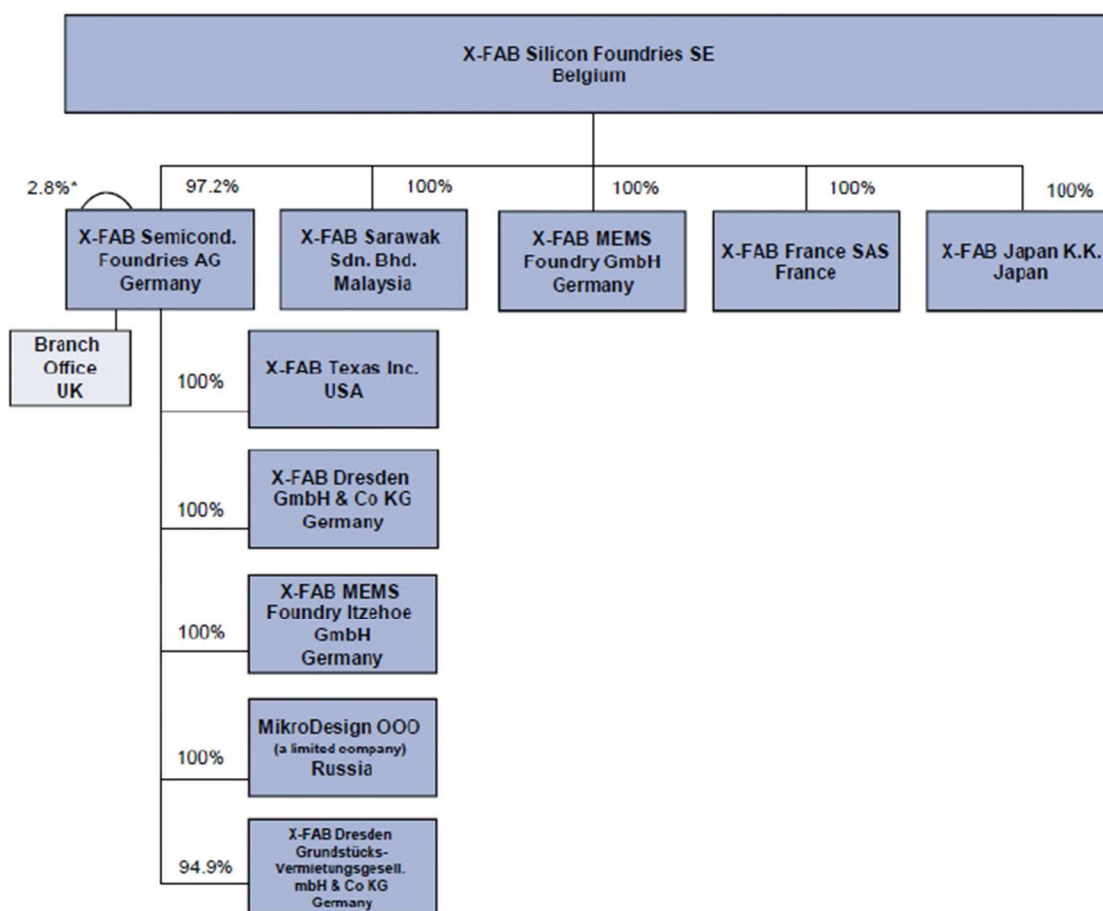 X-FAB Silicon Foundries SE
Belgium
2.8%*
97.2%
100%
100%
100%
100%
X-FAB Semicond.
Foundries AG
Germany
X-FAB Sarawak
Sdn. Bhd.
Malaysia
X-FAB MEMS
Foundry GmbH
Germany
X-FAB France SAS
France
X-FAB Japan K.K.
Japan
Branch
Office
UK
100%
X-FAB Texas Inc.
USA
100%
X-FAB Dresden
GmbH & Co KG
Germany
100%
X-FAB MEMS
Foundry Itzehoe
GmbH
Germany
100%
MikroDesign OOO
(a limited company)
Russia
94.9%
X-FAB Dresden
Grundstücks-
Vermietungsgesell.
mbH & Co KG
Germany